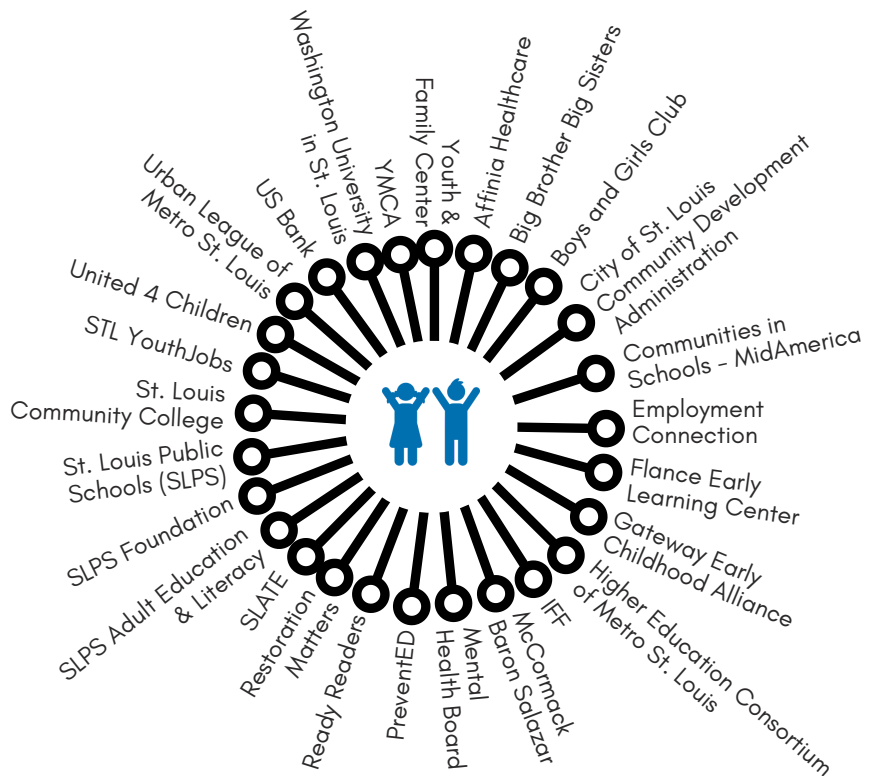 Youth &
Family Center
Affinia Healthcare
Big Brother Big Sisters
Boys and Girls Club
City of St. Louis
Community Development
Administration
Communities in
Schools - MidAmerica
Employment
Connection
Flance Early
Learning Center
Gateway Early
Childhood Alliance
Higher Education Consortium
of Metro St. Louis
IFF
McCormack
Baron Salazar
Mental
Health Board
PreventED
Ready Readers
Restoration
Matters
SLATE
SLPS Adult Education
& Literacy
SLPS Foundation
St. Louis Public
Schools (SLPS)
St. Louis
Community College
STL YouthJobs
United 4 Children
Urban League of
Metro St. Louis
US Bank
Washington University
in St. Louis
YMCA